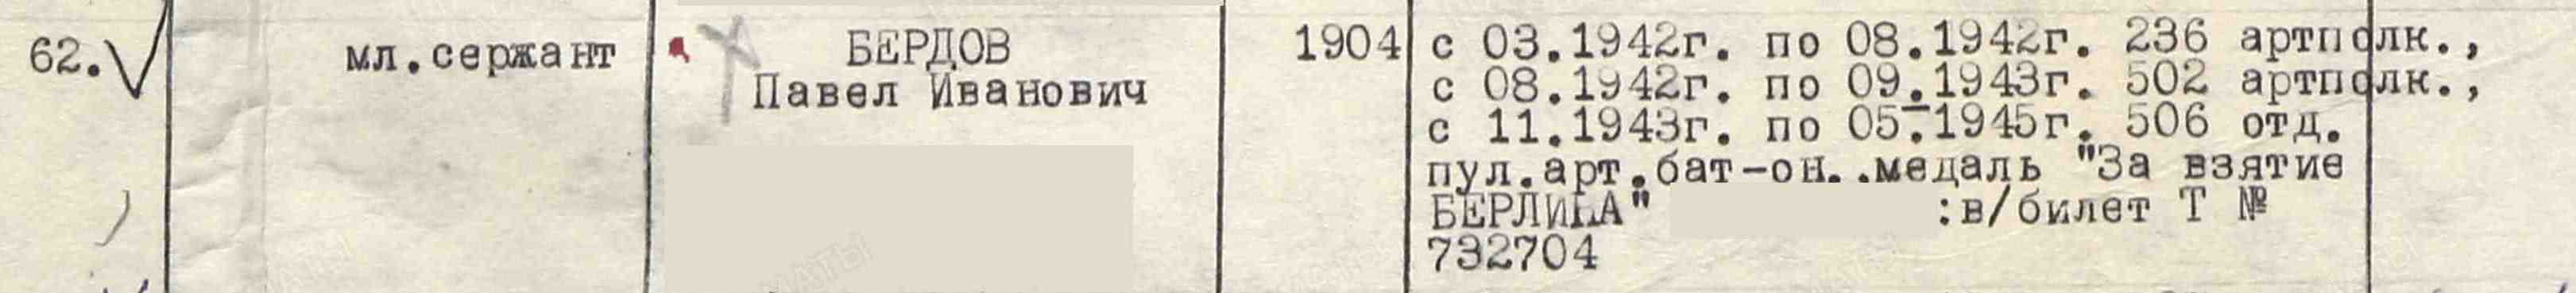 62. мл.сержант БЕРДОВ 1904 с 03.1942г. по 08.1942г. 236 артполк.,
Павел Иванович с 08.1942г. по 09.1943г. 502 артполк.,
с 11.1943г. по 05.1945г. 506 отд.
пул.арт.бат-он..медаль "За взятие
БЕРЛИНА" :в/билет Т №
732704